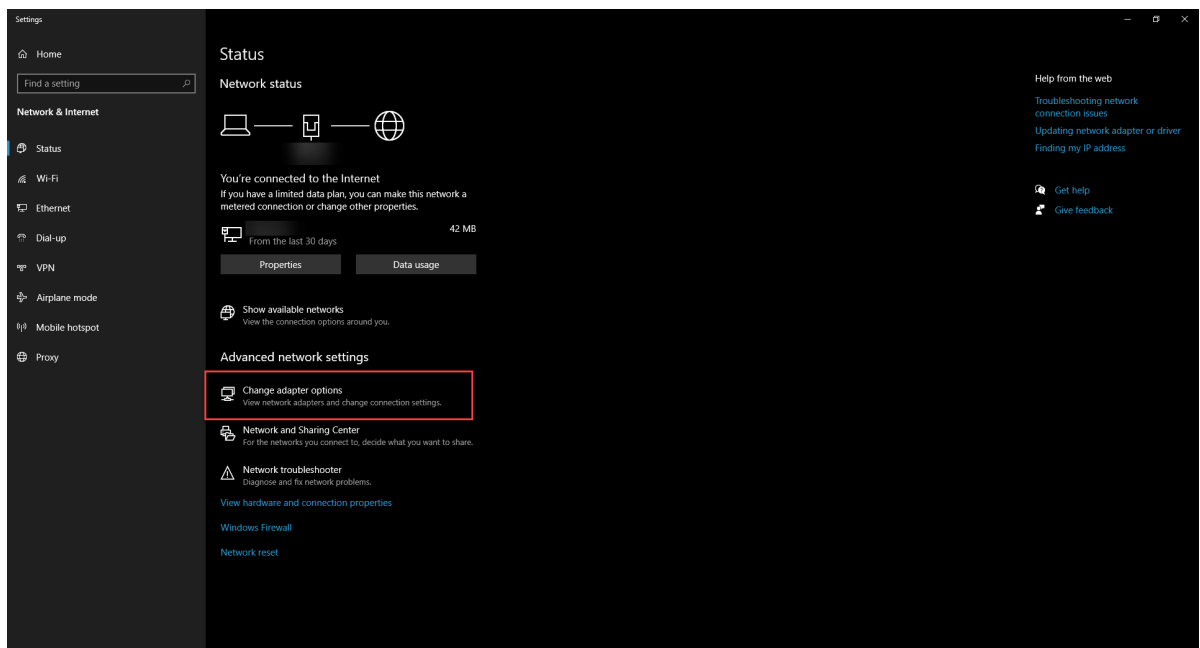 Settings
Home
Find a setting
Network & Internet
Status
Wi-Fi
Ethernet
Dial-up
VPN
Airplane mode
Mobile hotspot
Proxy
Status
Network status
You're connected to the Internet
If you have a limited data plan, you can make this network a
metered connection or change other properties.
42 MB
From the last 30 days
Properties
Data usage
Show available networks
View the connection options around you.
Advanced network settings
Change adapter options
View network adapters and change connection settings.
Network and Sharing Center
For the networks you connect to, decide what you want to share.
Network troubleshooter
Diagnose and fix network problems.
View hardware and connection properties
Windows Firewall
Network reset
Help from the web
Troubleshooting network
connection issues
Updating network adapter or driver
Finding my IP address
Get help
Give feedback